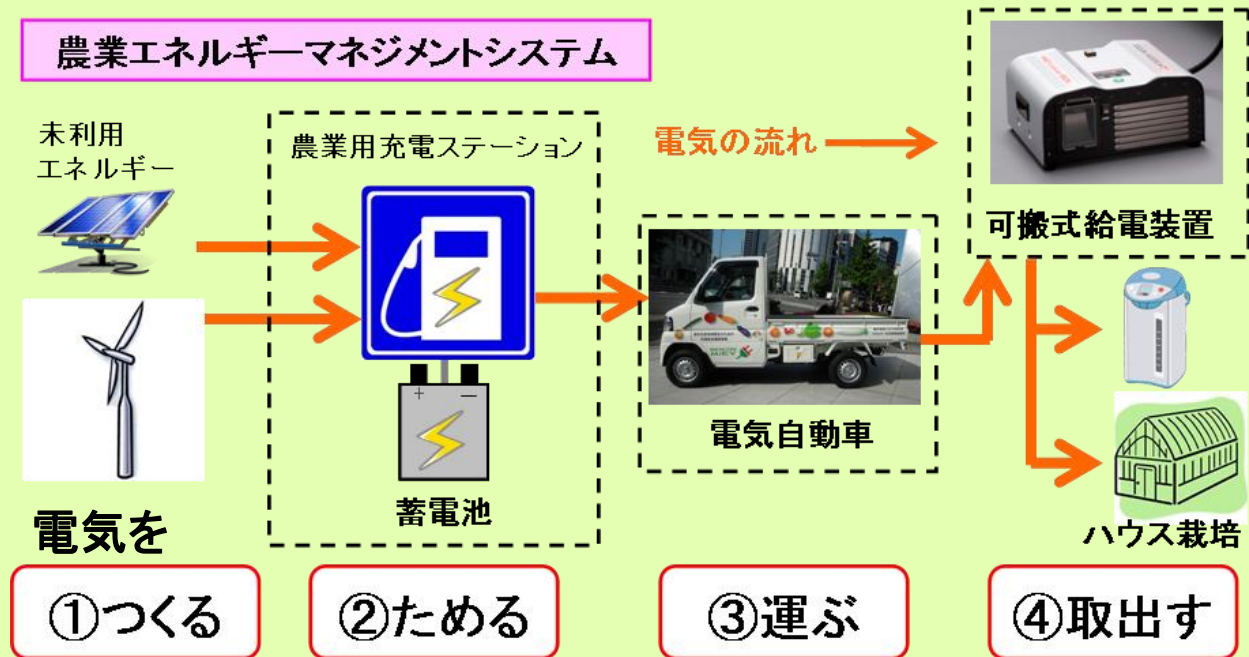 農業エネルギーマネジメントシステム
未利用
エネルギー
農業用充電ステーション
電気の流れ
可搬式給電装置
+ −
電気自動車
蓄電池
ハウス栽培
電気を
①つくる
②ためる
③運ぶ
④取出す